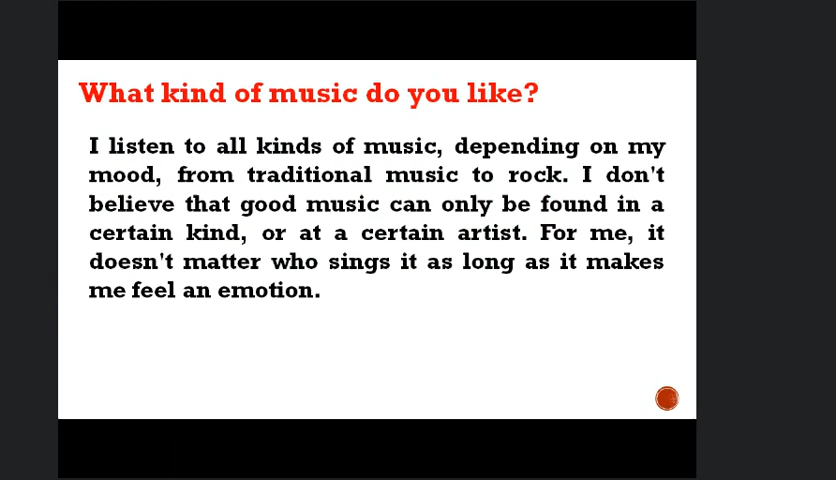 What kind of music do you like?
I listen to all kinds of music, depending on my
mood, from traditional music to rock. I don't
believe that good music can only be found in a
certain kind, or at a certain artist. For me, it
doesn't matter who sings it as long as it makes
me feel an emotion.